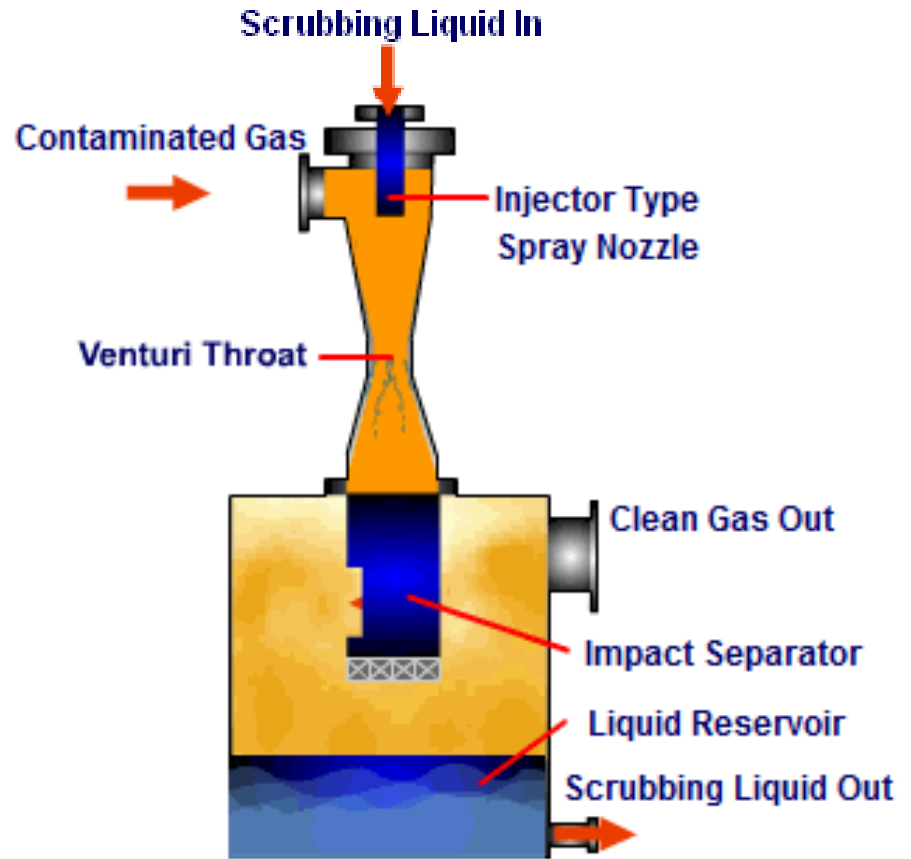 Scrubbing Liquid In
Contaminated Gas
Injector Type
Spray Nozzle
Venturi Throat
Clean Gas Out
Impact Separator
Liquid Reservoir
Scrubbing Liquid Out